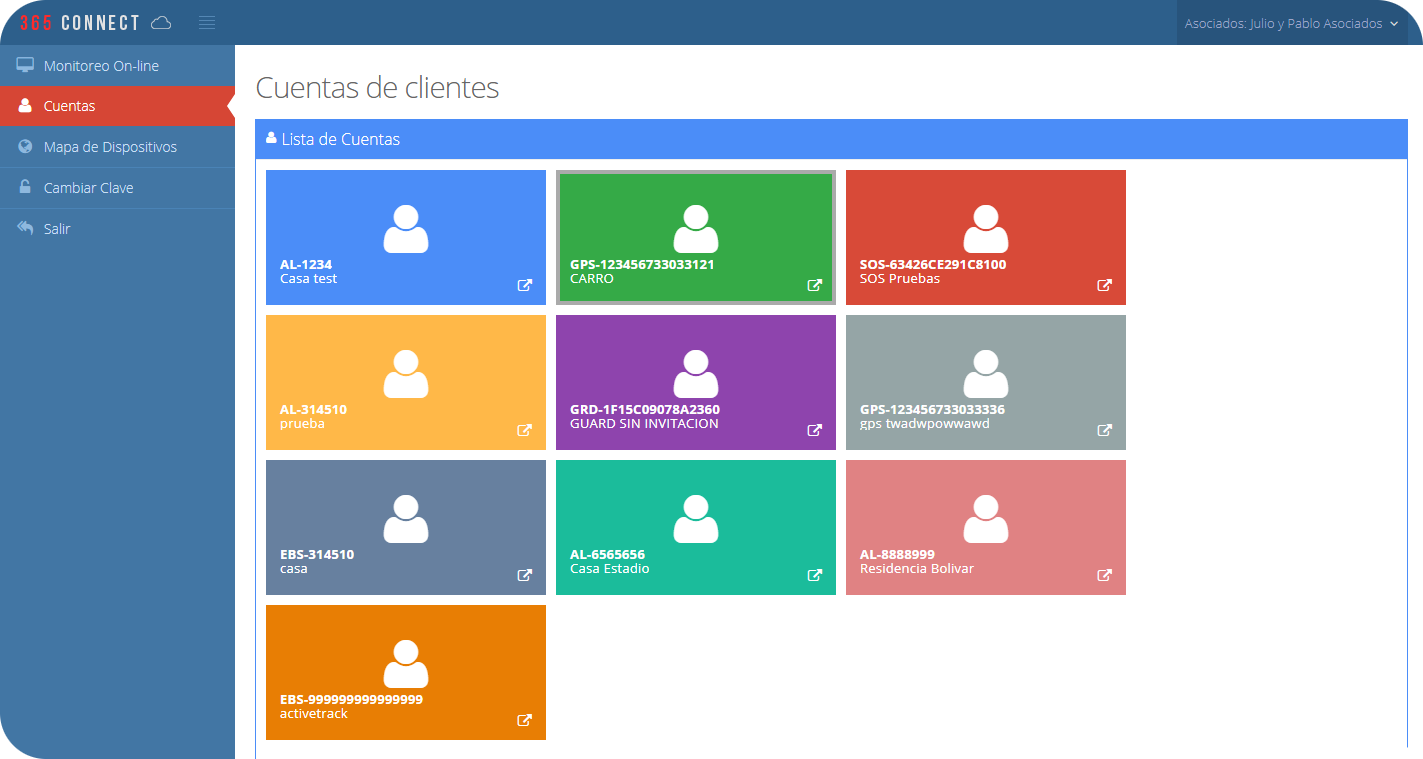 365 CONNECT
Asociados: Julio y Pablo Asociados
Monitoreo On-line
Cuentas
Mapa de Dispositivos
Cambiar Clave
Salir
Cuentas de clientes
Lista de Cuentas
AL-1234
Casa test
GPS-123456733033121
CARRO
SOS-63426CE291C8100
SOS Pruebas
AL-314510
prueba
GRD-1F15C09078A2360
GUARD SIN INVITACION
GPS-123456733033336
gps twadwpowwawd
EBS-314510
casa
AL-6565656
Casa Estadio
AL-8888999
Residencia Bolivar
EBS-999999999999999
activetrack